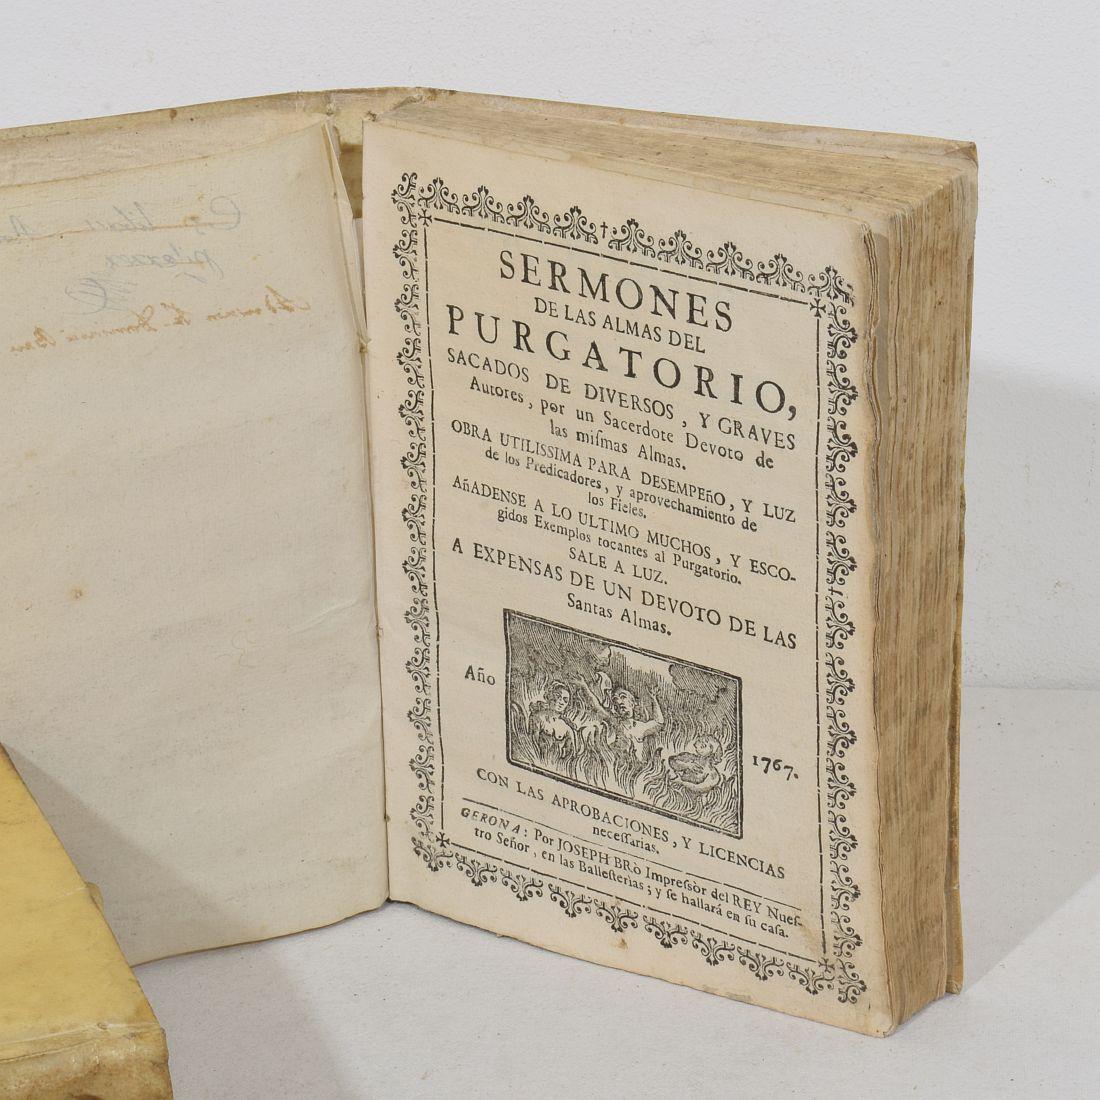 SERMONES
DE LAS ALMAS DEL
PURGATORIO,
SACADOS DE DIVERSOS, Y GRAVES
Autores, por un Sacerdote Devoto de
las miſmas Almas.
OBRA UTILISSIMA PARA DESEMPEñO, Y LUZ
de los Predicadores, y aprovechamiento de
los Fieles.
AñADENSE A LO ULTIMO MUCHOS, Y ESCO-
gidos Exemplos tocantes al Purgatorio.
SALE A LUZ.
A EXPENSAS DE UN DEVOTO DE LAS
Santas Almas.
Año 1767.
CON LAS APROBACIONES, Y LICENCIAS
neceſſarias.
GERONA: Por JOSEPH BRò Impreſsòr del REY Nueſ-
tro Señor, en las Balleſterìas; y se hallarà en su caſa.